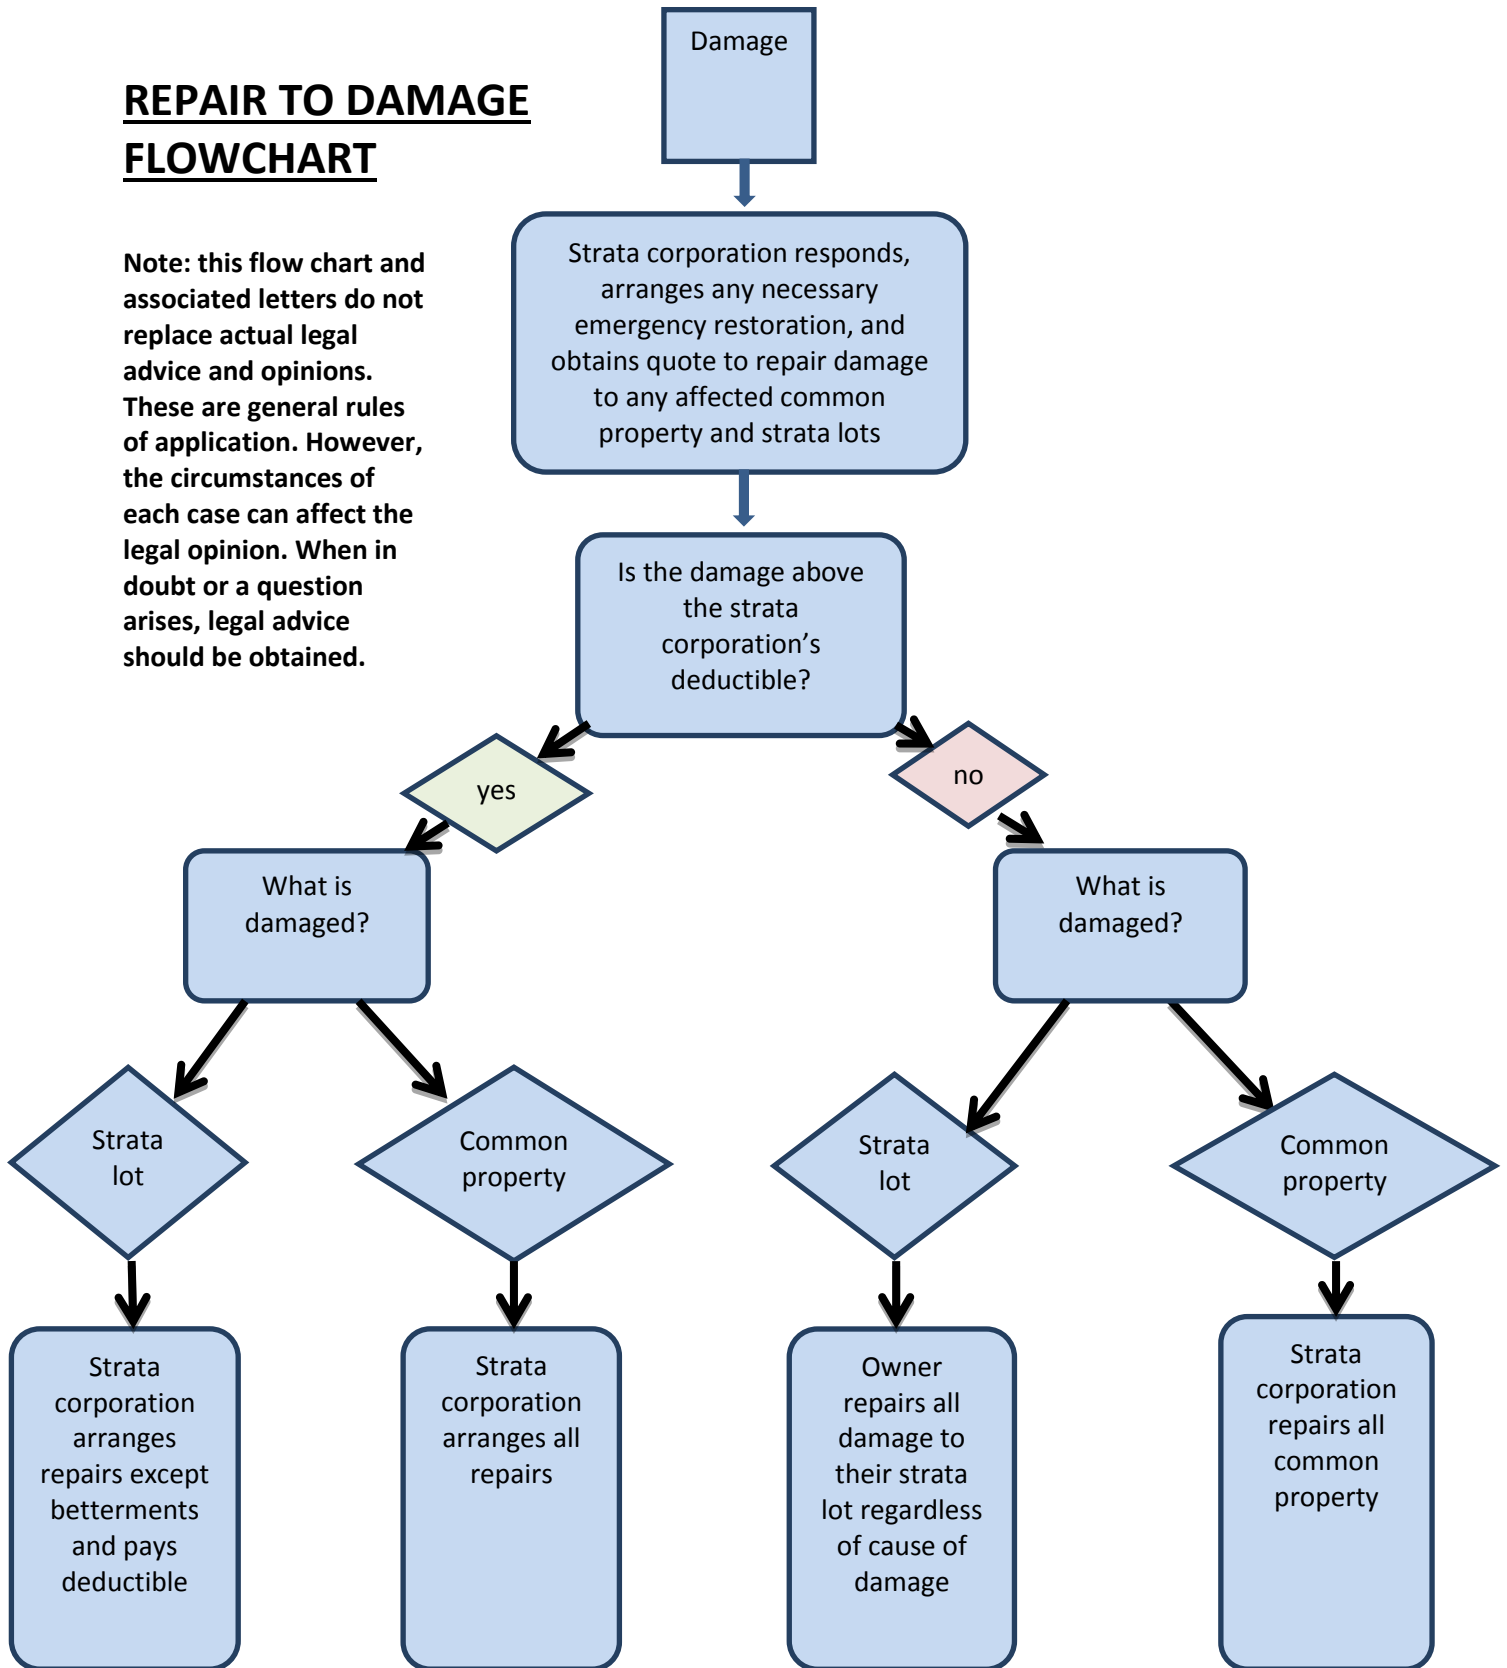 Damage
REPAIR TO DAMAGE
FLOWCHART
Note: this flow chart and
associated letters do not
replace actual legal
advice and opinions.
These are general rules
of application. However,
the circumstances of
each case can affect the
legal opinion. When in
doubt or a question
arises, legal advice
should be obtained.
Strata corporation responds,
arranges any necessary
emergency restoration, and
obtains quote to repair damage
to any affected common
property and strata lots
Is the damage above
the strata
corporation’s
deductible?
yes
no
What is
damaged?
What is
damaged?
Strata
lot
Common
property
Strata
lot
Common
property
Strata
corporation
arranges
repairs except
betterments
and pays
deductible
Strata
corporation
arranges all
repairs
Owner
repairs all
damage to
their strata
lot regardless
of cause of
damage
Strata
corporation
repairs all
common
property